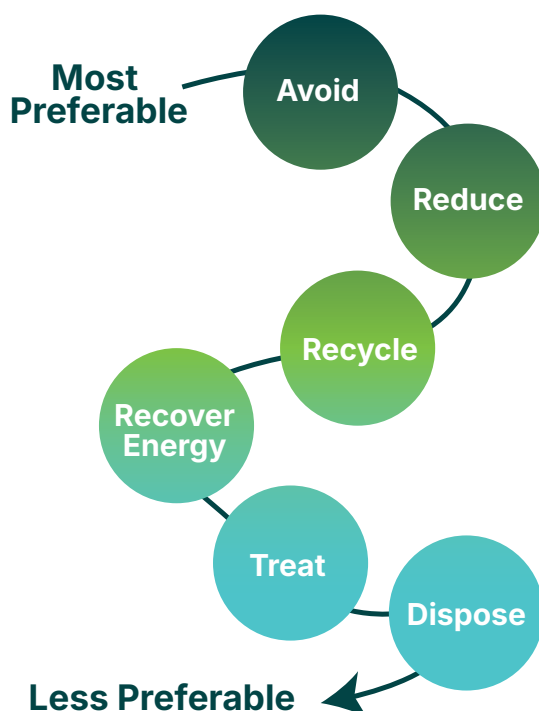 Most
Preferable
Avoid
Reduce
Recycle
Recover
Energy
Treat
Dispose
Less Preferable